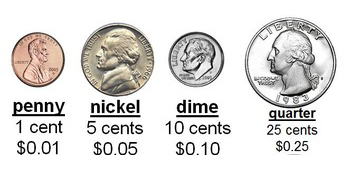 LIBERTY
1983
penny nickel dime quarter
1 cent 5 cents 10 cents 25 cents
$0.01 $0.05 $0.10 $0.25